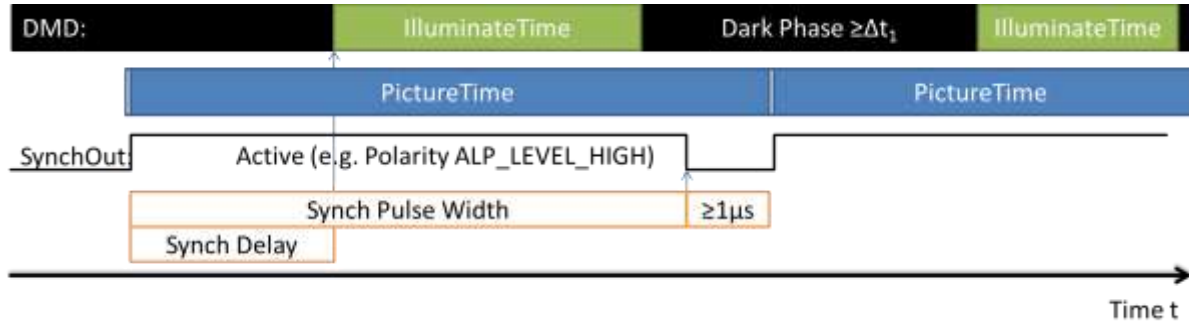 DMD: IlluminateTime Dark Phase ≥Δt₁ IlluminateTime
PictureTime PictureTime
SynchOut: Active (e.g. Polarity ALP_LEVEL_HIGH)
Synch Pulse Width ≥1µs
Synch Delay
Time t